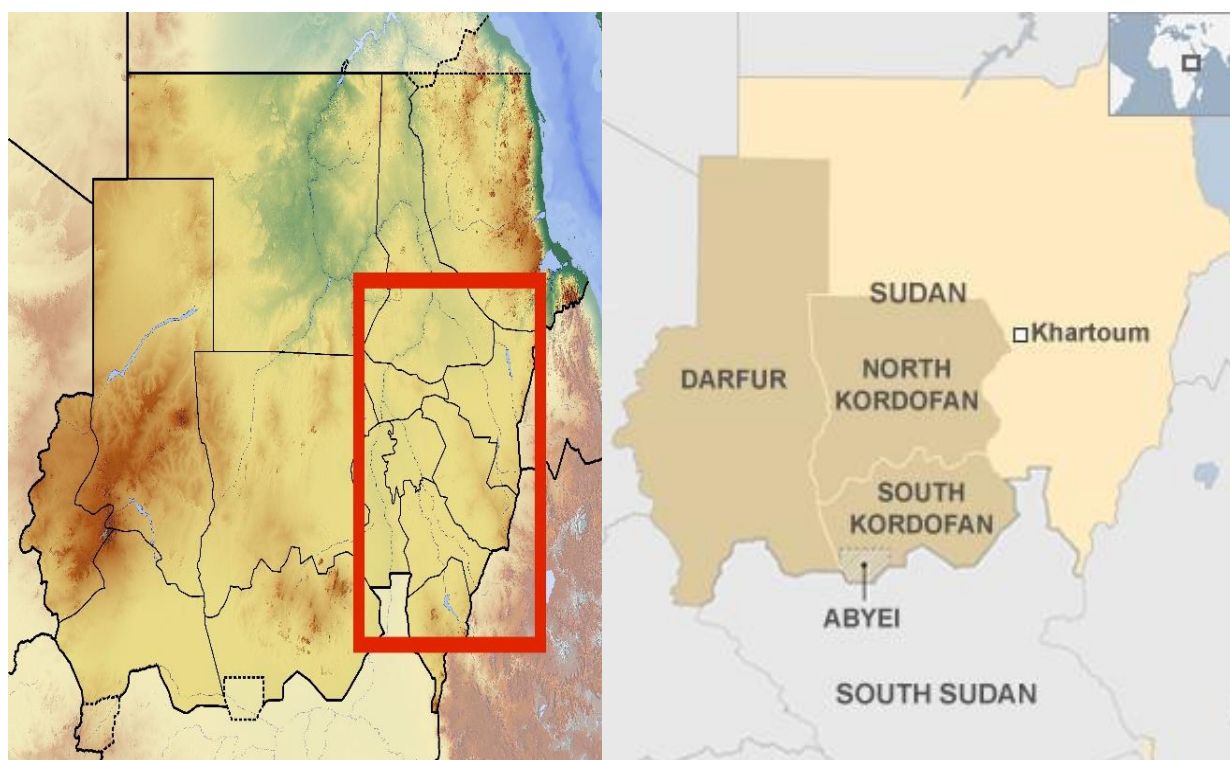 SUDAN
Khartoum
DARFUR
NORTH
KORDOFAN
SOUTH
KORDOFAN
ABYEI
SOUTH SUDAN